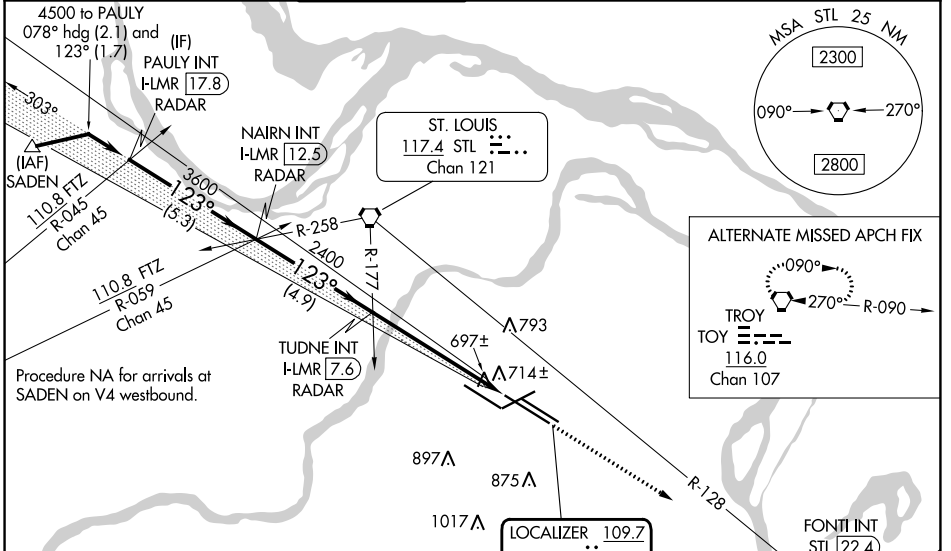 4500 to PAULY
078° hdg (2.1) and
123° (1.7)
(IF)
PAULY INT
I-LMR 17.8
RADAR
303°
(IAF)
SADEN
110.8 FTZ
R-045
Chan 45
NAIRN INT
I-LMR 12.5
RADAR
3600
123°
(5.3)
ST. LOUIS
117.4 STL
Chan 121
R-258
R-177
2400
123°
(4.9)
110.8 FTZ
R-059
Chan 45
TUDNE INT
I-LMR 7.6
RADAR
Procedure NA for arrivals at
SADEN on V4 westbound.
793
697±
714±
897
875
1017
R-128
LOCALIZER 109.7
FONTI INT
STL 22.4
MSA STL 25 NM
2300
090°
270°
2800
ALTERNATE MISSED APCH FIX
090°
270°
R-090
TROY
TOY
116.0
Chan 107